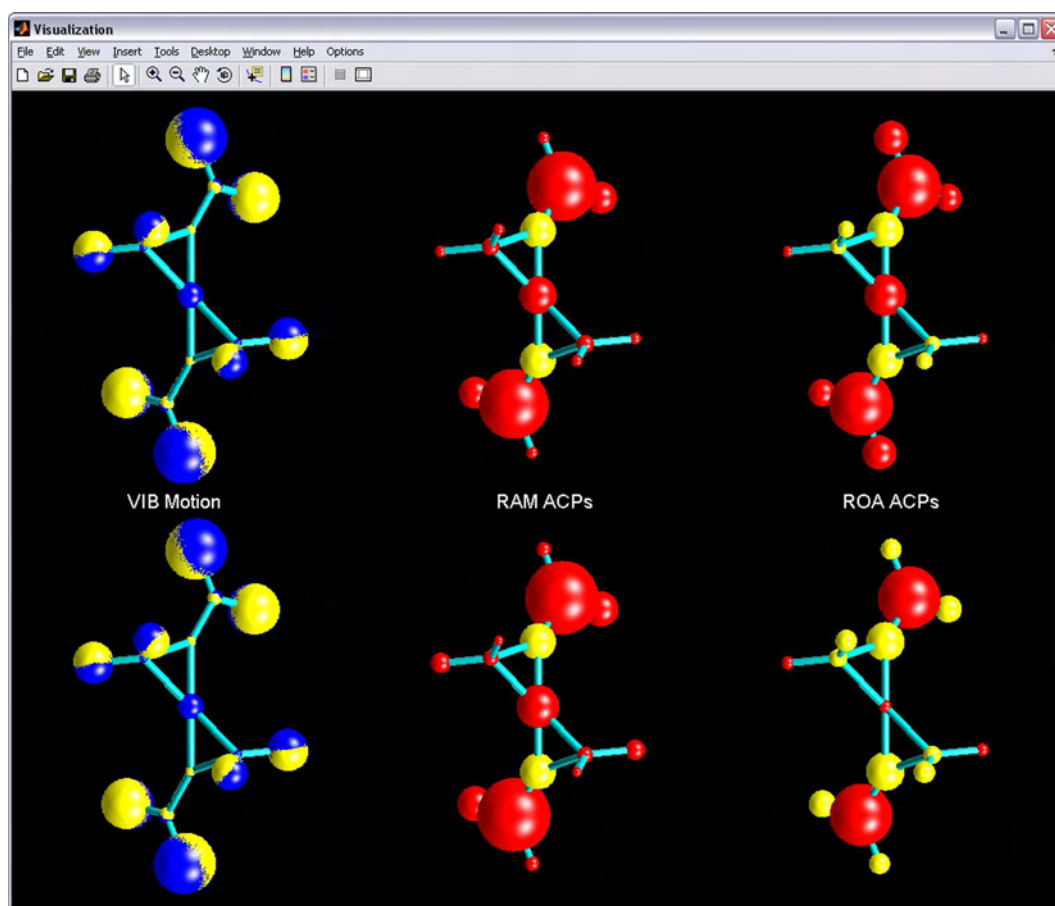 Visualization
File Edit View Insert Tools Desktop Window Help Options
VIB Motion RAM ACPs ROA ACPs